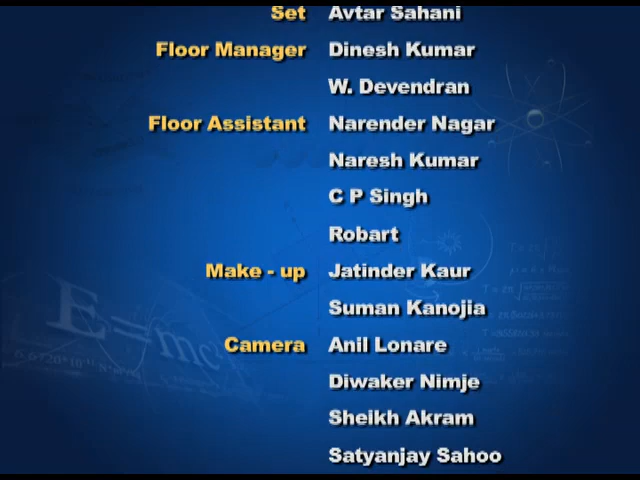 Set Avtar Sahani
Floor Manager Dinesh Kumar
W. Devendran
Floor Assistant Narender Nagar
Naresh Kumar
C P Singh
Robart
Make - up Jatinder Kaur
Suman Kanojia
Camera Anil Lonare
Diwaker Nimje
Sheikh Akram
Satyanjay Sahoo
E=mc²